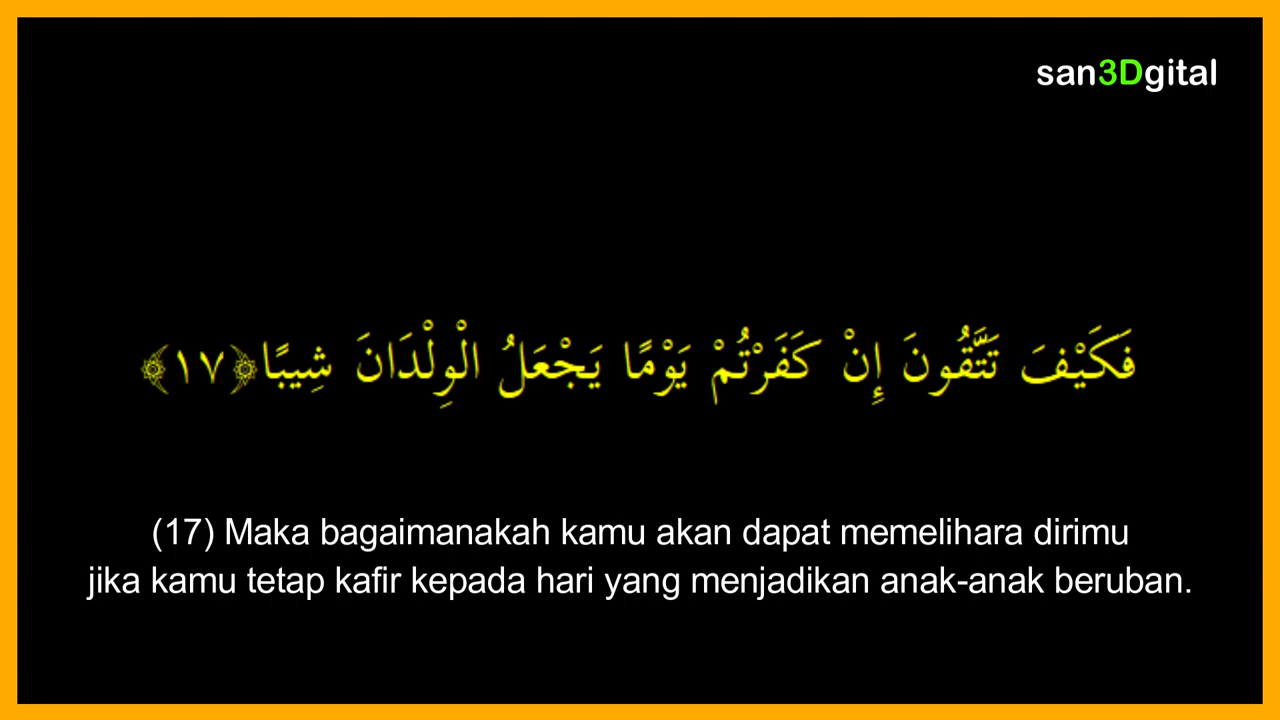 san3Dgital
فَكَيْفَ تَتَّقُونَ إِنْ كَفَرْتُمْ يَوْمًا يَجْعَلُ الْوِلْدَانَ شِيبًا﴿١٧﴾
(17) Maka bagaimanakah kamu akan dapat memelihara dirimu
jika kamu tetap kafir kepada hari yang menjadikan anak-anak beruban.